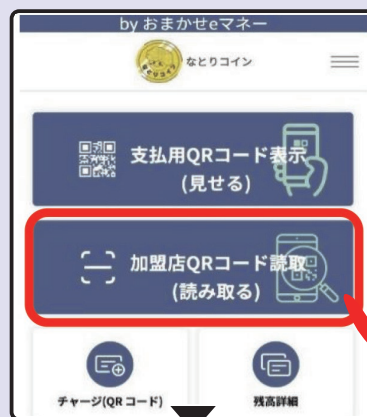 by おまかせeマネー
なとりコイン
支払用QRコード表示
(見せる)
加盟店QRコード読取
(読み取る)
チャージ(QRコード)
残高詳細